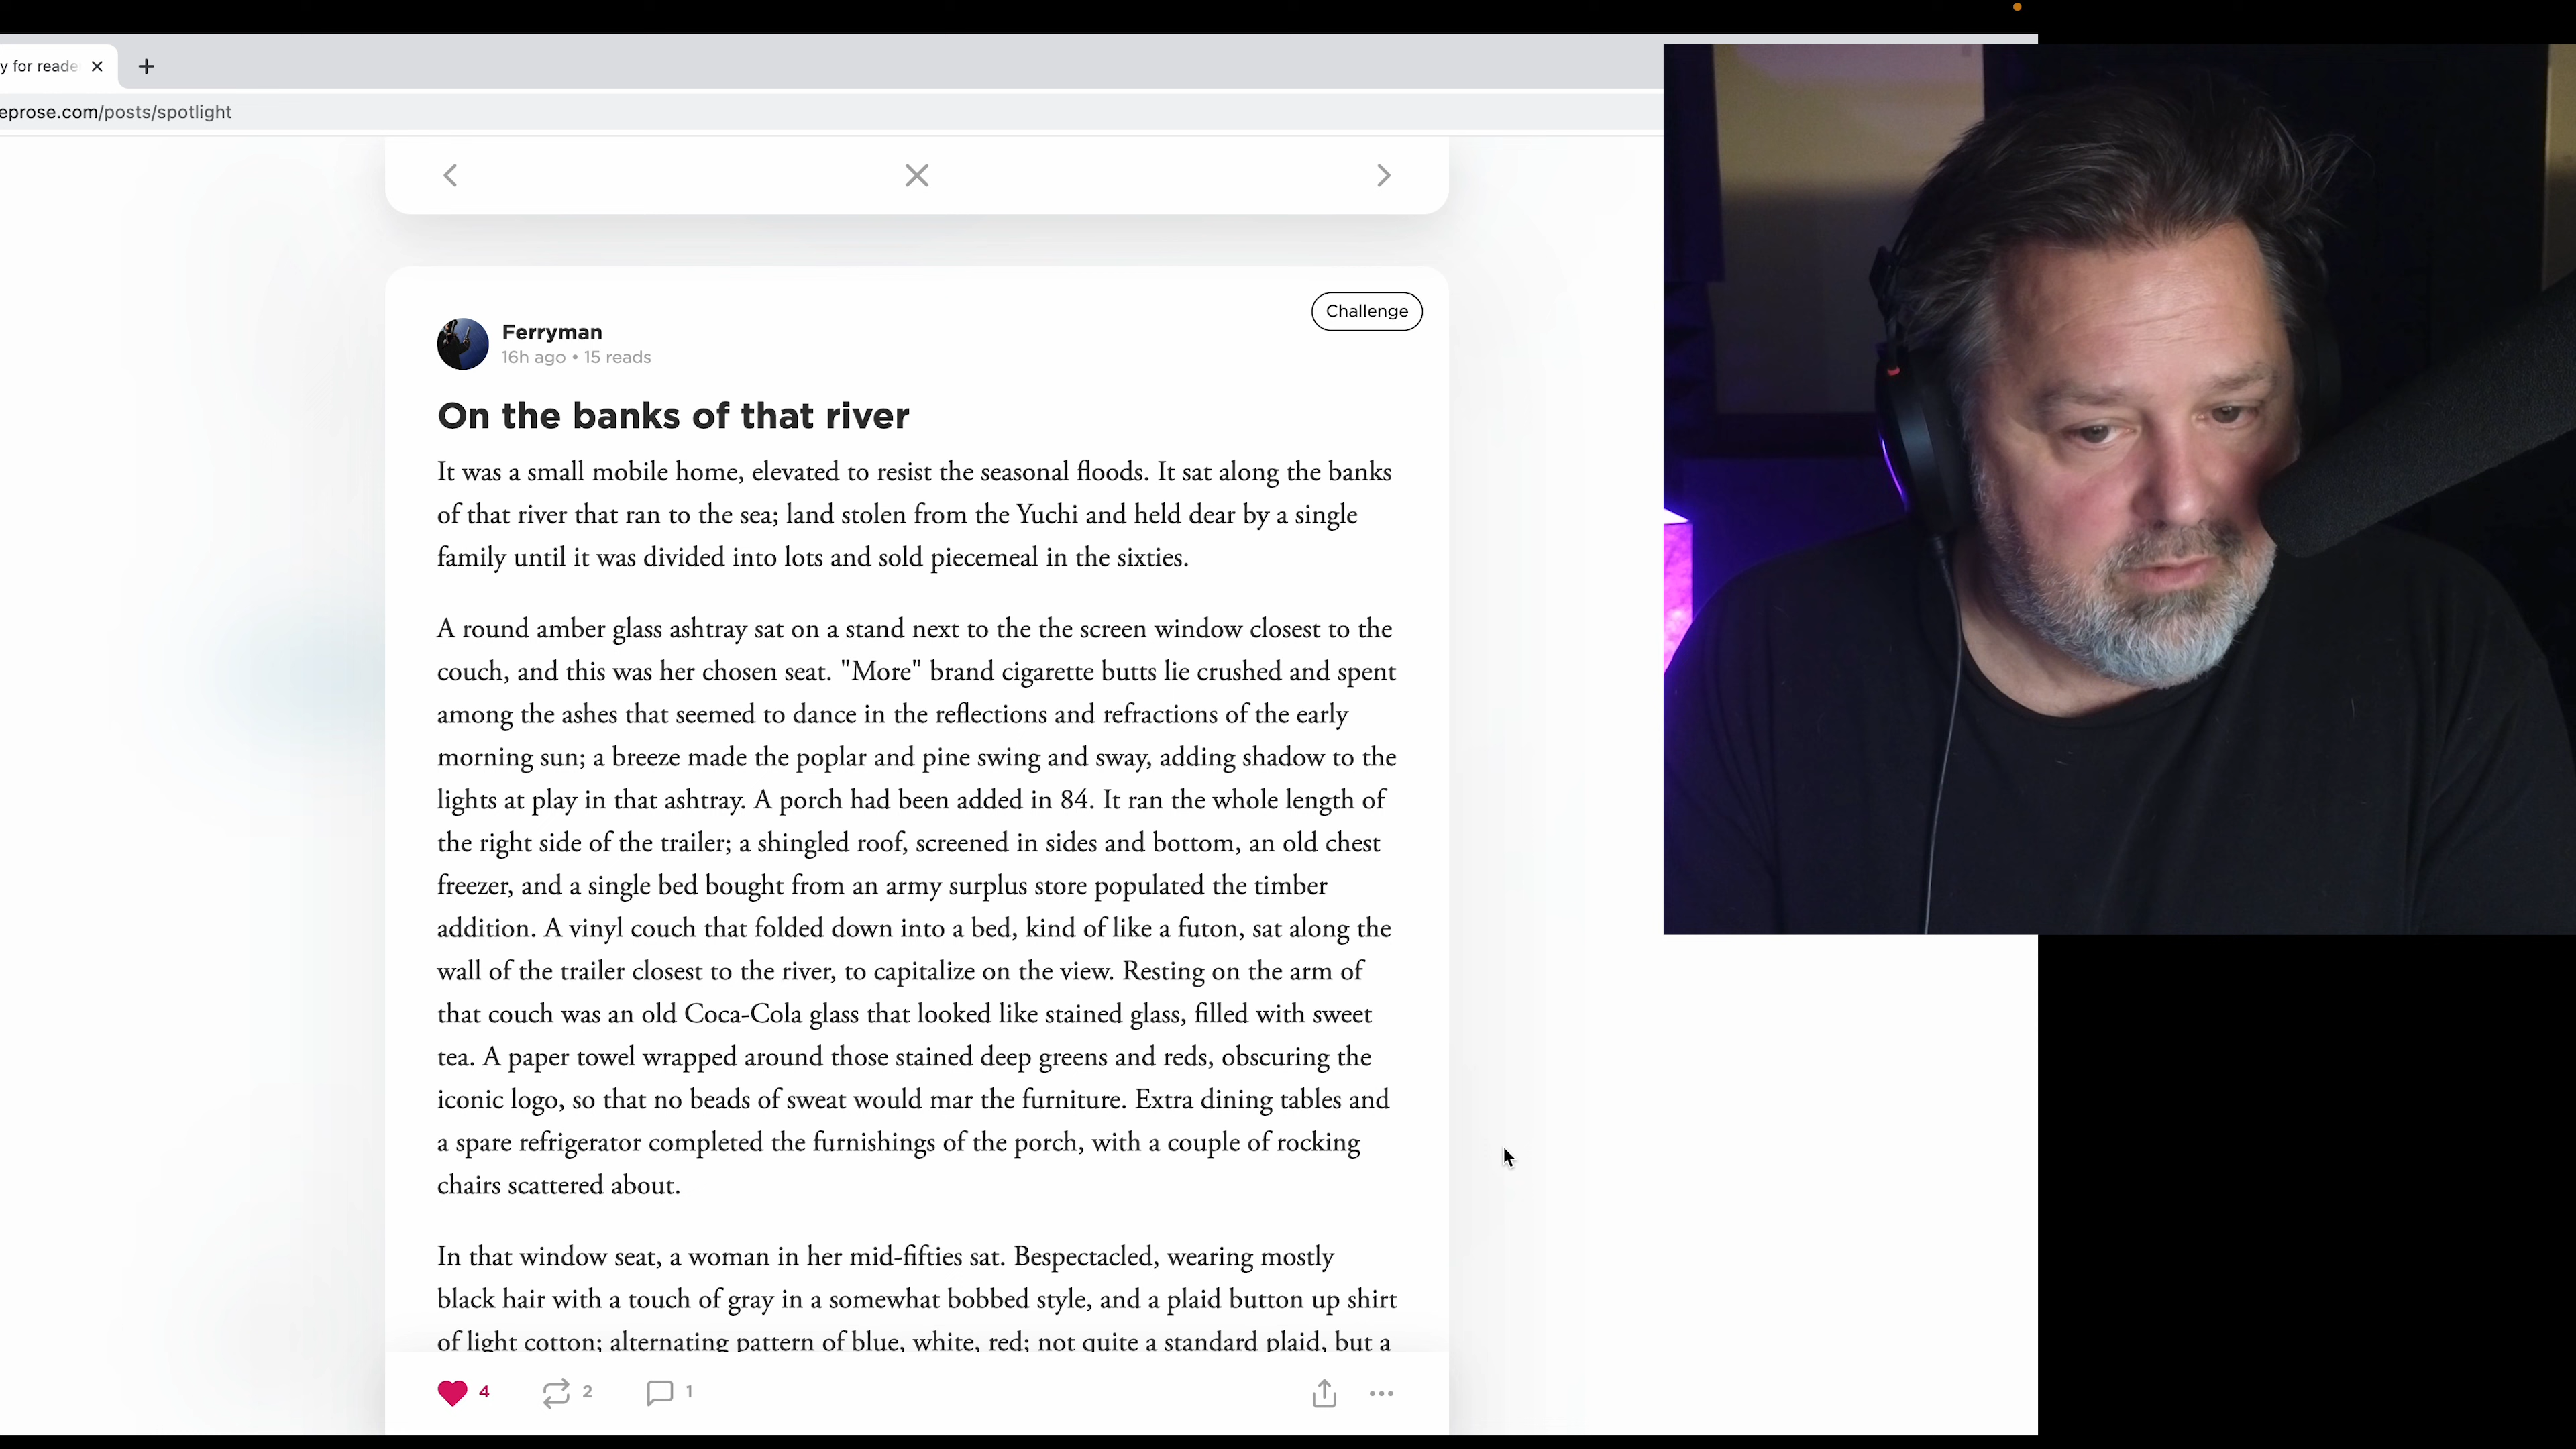 y for reade
eprose.com/posts/spotlight
Challenge
Ferryman
16h ago • 15 reads
On the banks of that river
It was a small mobile home, elevated to resist the seasonal floods. It sat along the banks
of that river that ran to the sea; land stolen from the Yuchi and held dear by a single
family until it was divided into lots and sold piecemeal in the sixties.
A round amber glass ashtray sat on a stand next to the the screen window closest to the
couch, and this was her chosen seat. "More" brand cigarette butts lie crushed and spent
among the ashes that seemed to dance in the reflections and refractions of the early
morning sun; a breeze made the poplar and pine swing and sway, adding shadow to the
lights at play in that ashtray. A porch had been added in 84. It ran the whole length of
the right side of the trailer; a shingled roof, screened in sides and bottom, an old chest
freezer, and a single bed bought from an army surplus store populated the timber
addition. A vinyl couch that folded down into a bed, kind of like a futon, sat along the
wall of the trailer closest to the river, to capitalize on the view. Resting on the arm of
that couch was an old Coca-Cola glass that looked like stained glass, filled with sweet
tea. A paper towel wrapped around those stained deep greens and reds, obscuring the
iconic logo, so that no beads of sweat would mar the furniture. Extra dining tables and
a spare refrigerator completed the furnishings of the porch, with a couple of rocking
chairs scattered about.
In that window seat, a woman in her mid-fifties sat. Bespectacled, wearing mostly
black hair with a touch of gray in a somewhat bobbed style, and a plaid button up shirt
of light cotton; alternating pattern of blue, white, red; not quite a standard plaid, but a
4
2
1